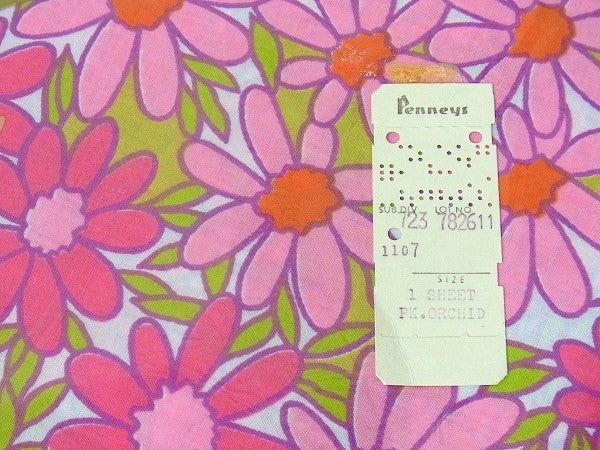 Penneys
SUB.DIV. LOT NO.
723 782611
1107
SIZE
1 SHEET
PK.ORCHID